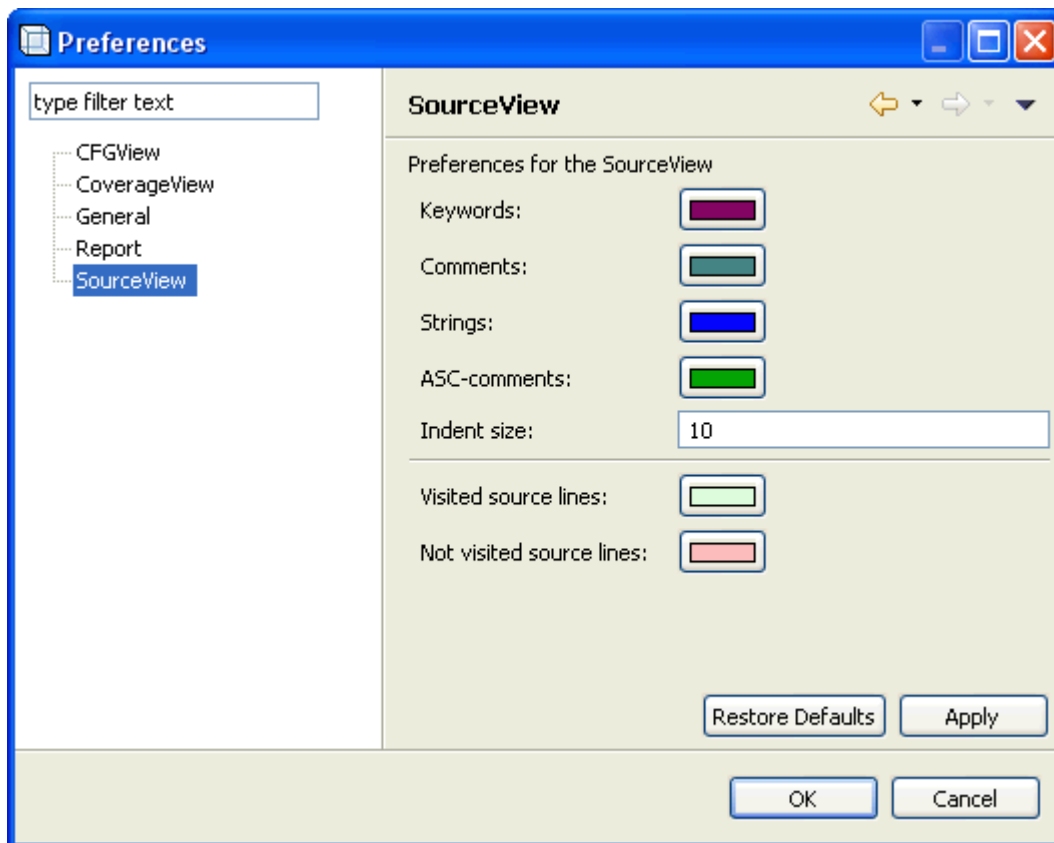 Preferences
type filter text
CFGView
CoverageView
General
Report
SourceView
SourceView
Preferences for the SourceView
Keywords:
Comments:
Strings:
ASC-comments:
Indent size: 10
Visited source lines:
Not visited source lines:
Restore Defaults Apply
OK Cancel